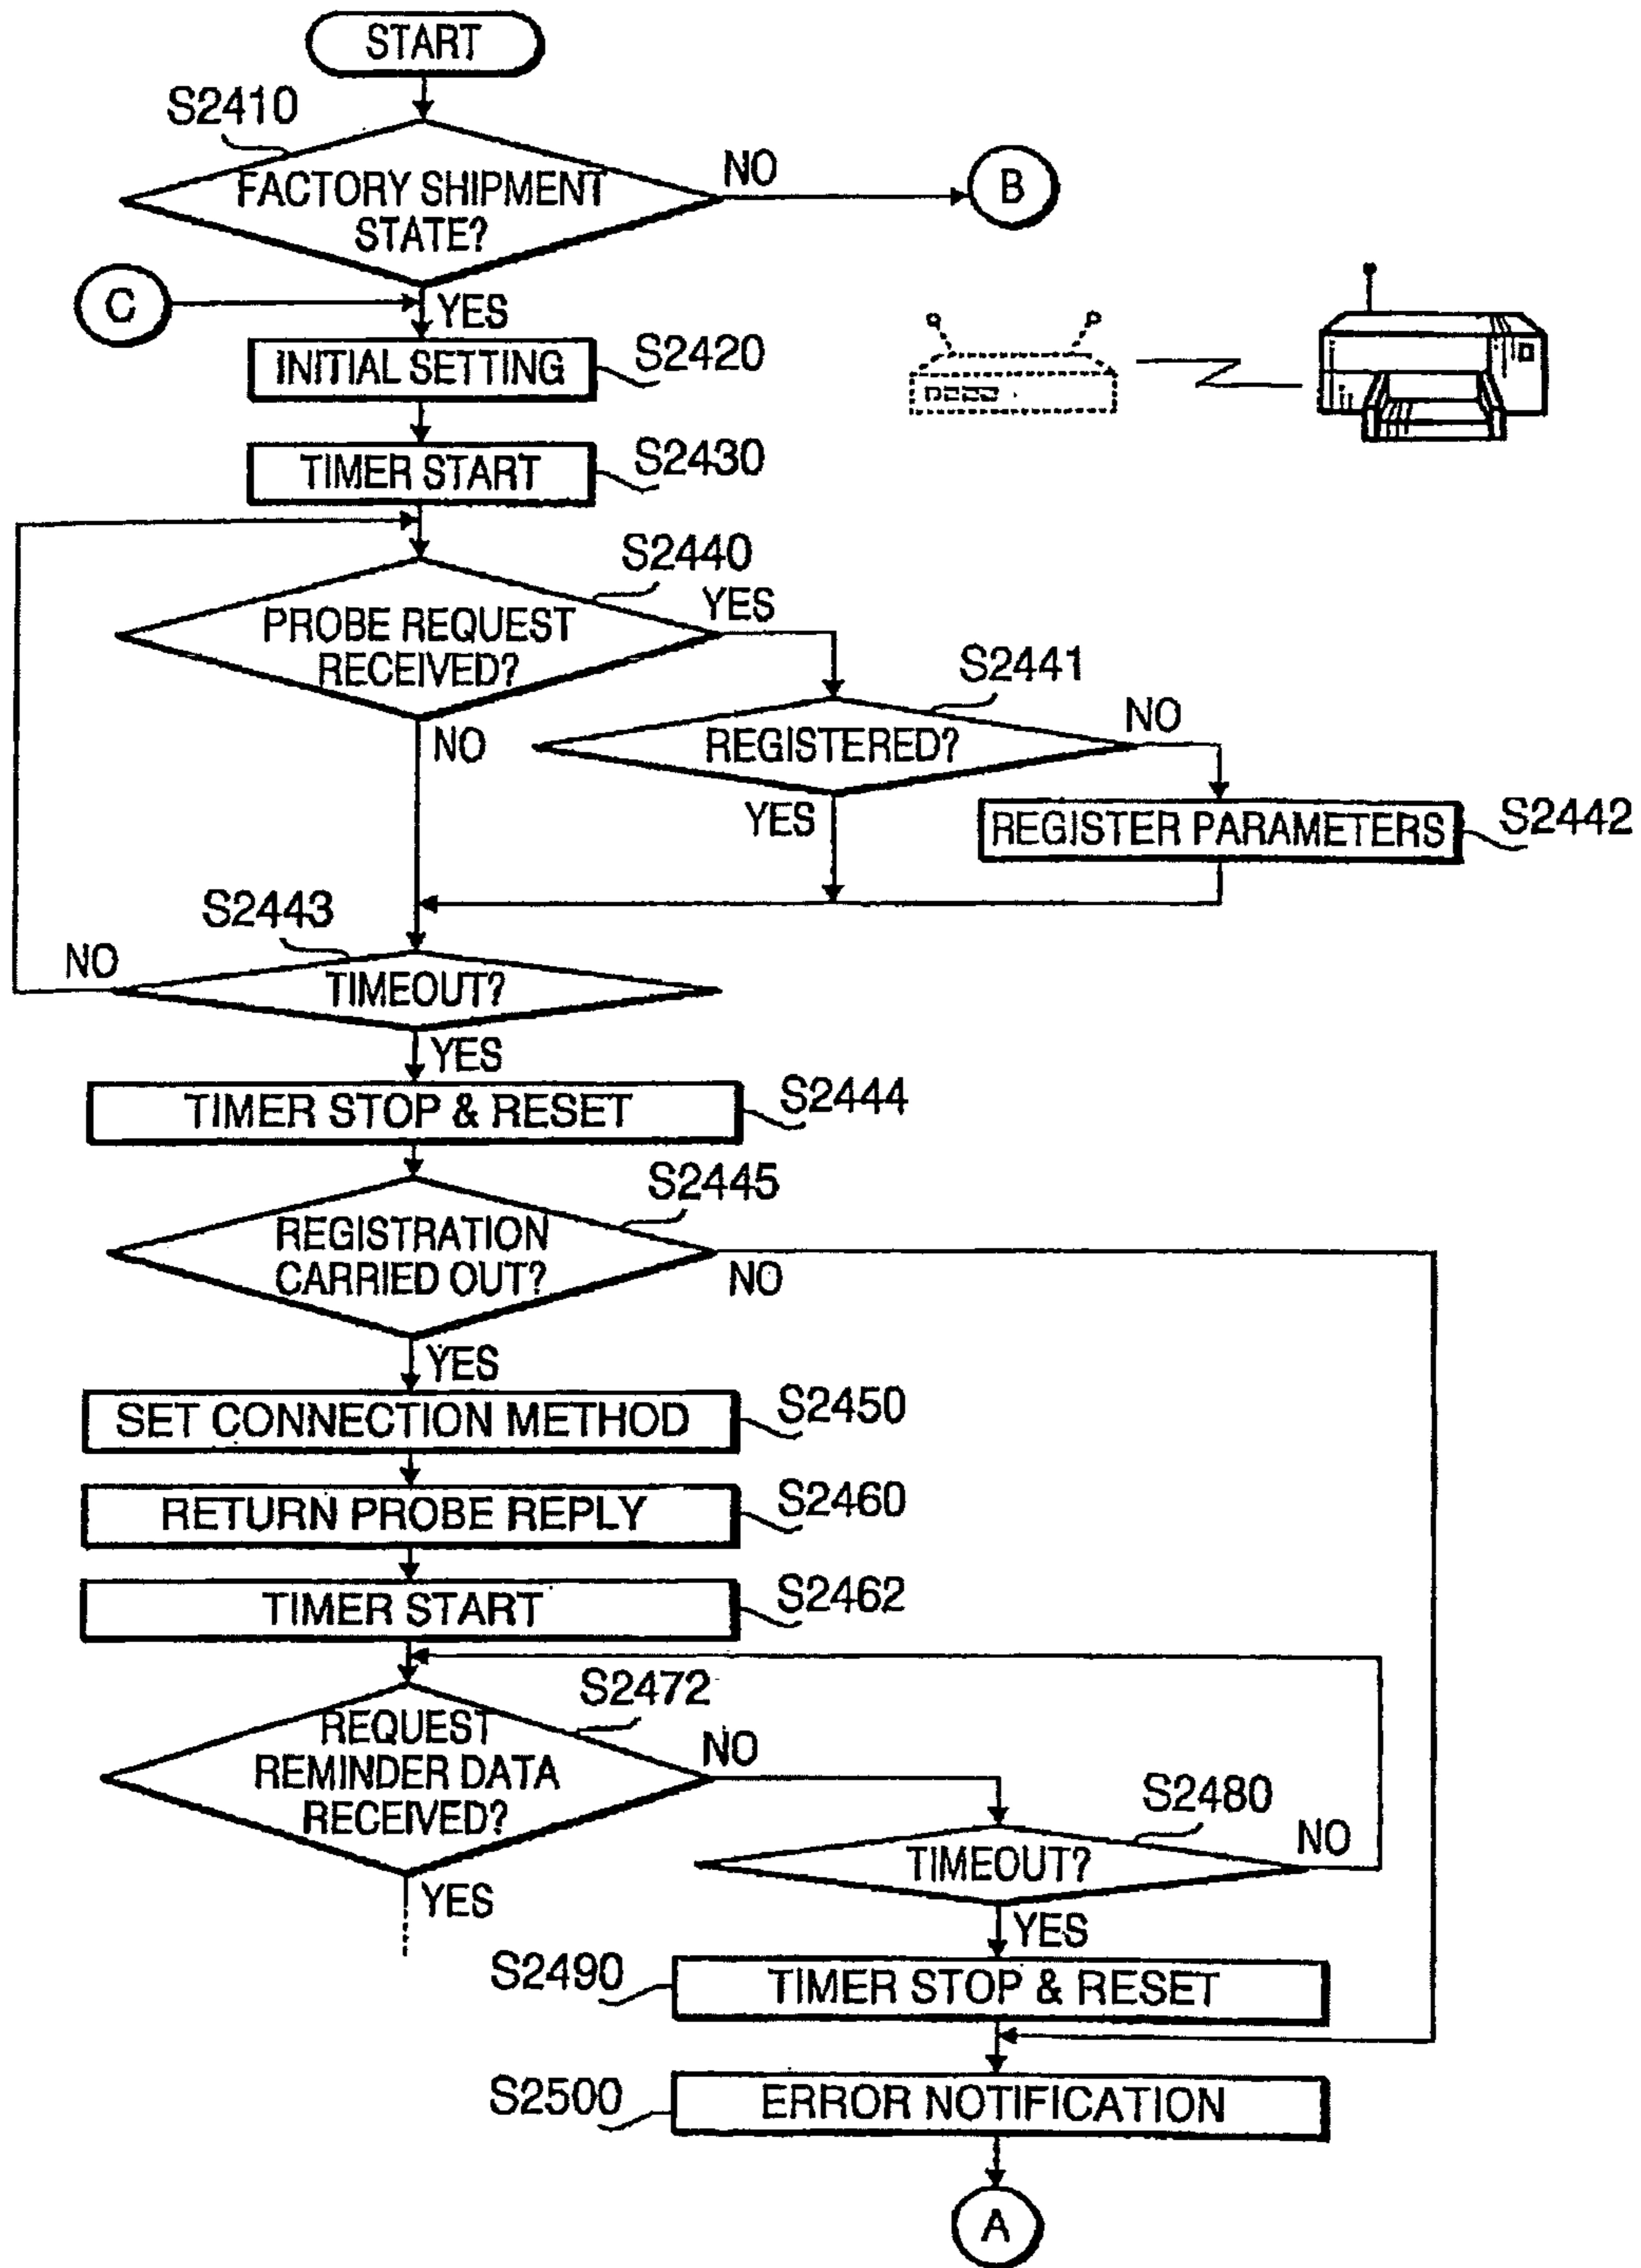 START
S2410
FACTORY SHIPMENT
STATE?
NO
B
C
YES
INITIAL SETTING
S2420
TIMER START
S2430
S2440
PROBE REQUEST
RECEIVED?
YES
NO
S2441
REGISTERED?
NO
YES
REGISTER PARAMETERS
S2442
S2443
NO
TIMEOUT?
YES
TIMER STOP & RESET
S2444
S2445
REGISTRATION
CARRIED OUT?
NO
YES
SET CONNECTION METHOD
S2450
RETURN PROBE REPLY
S2460
TIMER START
S2462
S2472
REQUEST
REMINDER DATA
RECEIVED?
NO
YES
S2480
TIMEOUT?
NO
YES
S2490
TIMER STOP & RESET
S2500
ERROR NOTIFICATION
A